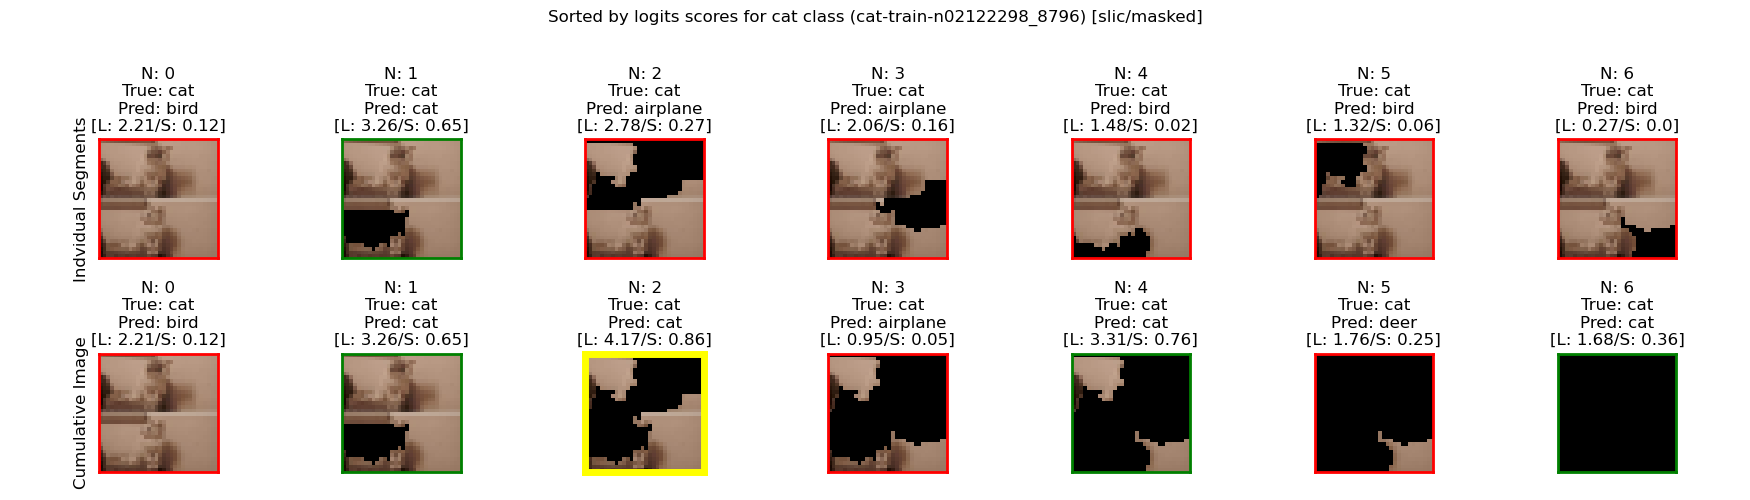 Sorted by logits scores for cat class (cat-train-n02122298_8796) [slic/masked]
Indvidual Segments
N: 0
True: cat
Pred: bird
[L: 2.21/S: 0.12]
N: 1
True: cat
Pred: cat
[L: 3.26/S: 0.65]
N: 2
True: cat
Pred: airplane
[L: 2.78/S: 0.27]
N: 3
True: cat
Pred: airplane
[L: 2.06/S: 0.16]
N: 4
True: cat
Pred: bird
[L: 1.48/S: 0.02]
N: 5
True: cat
Pred: bird
[L: 1.32/S: 0.06]
N: 6
True: cat
Pred: bird
[L: 0.27/S: 0.0]
Cumulative Image
N: 0
True: cat
Pred: bird
[L: 2.21/S: 0.12]
N: 1
True: cat
Pred: cat
[L: 3.26/S: 0.65]
N: 2
True: cat
Pred: cat
[L: 4.17/S: 0.86]
N: 3
True: cat
Pred: airplane
[L: 0.95/S: 0.05]
N: 4
True: cat
Pred: cat
[L: 3.31/S: 0.76]
N: 5
True: cat
Pred: deer
[L: 1.76/S: 0.25]
N: 6
True: cat
Pred: cat
[L: 1.68/S: 0.36]